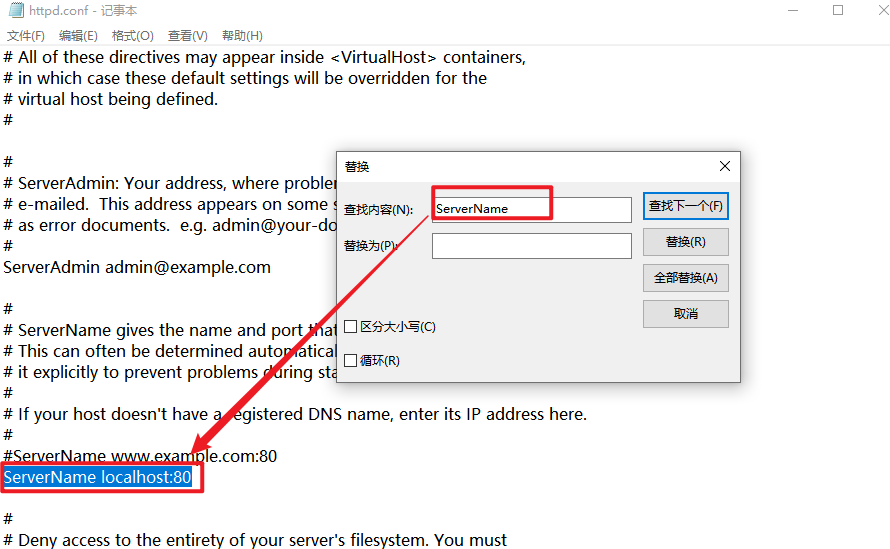 httpd.conf - 记事本
文件(F) 编辑(E) 格式(O) 查看(V) 帮助(H)
# All of these directives may appear inside <VirtualHost> containers,
# in which case these default settings will be overridden for the
# virtual host being defined.
#
#
# ServerAdmin: Your address, where problem
# e-mailed.  This address appears on some s
# as error documents.  e.g. admin@your-do
#
ServerAdmin admin@example.com
#
# ServerName gives the name and port that
# This can often be determined automatical
# it explicitly to prevent problems during sta
#
# If your host doesn't have a registered DNS name, enter its IP address here.
#
#ServerName www.example.com:80
ServerName localhost:80
#
# Deny access to the entirety of your server's filesystem. You must
替换
查找内容(N):
ServerName
查找下一个(F)
替换为(P):
替换(R)
全部替换(A)
取消
区分大小写(C)
循环(R)